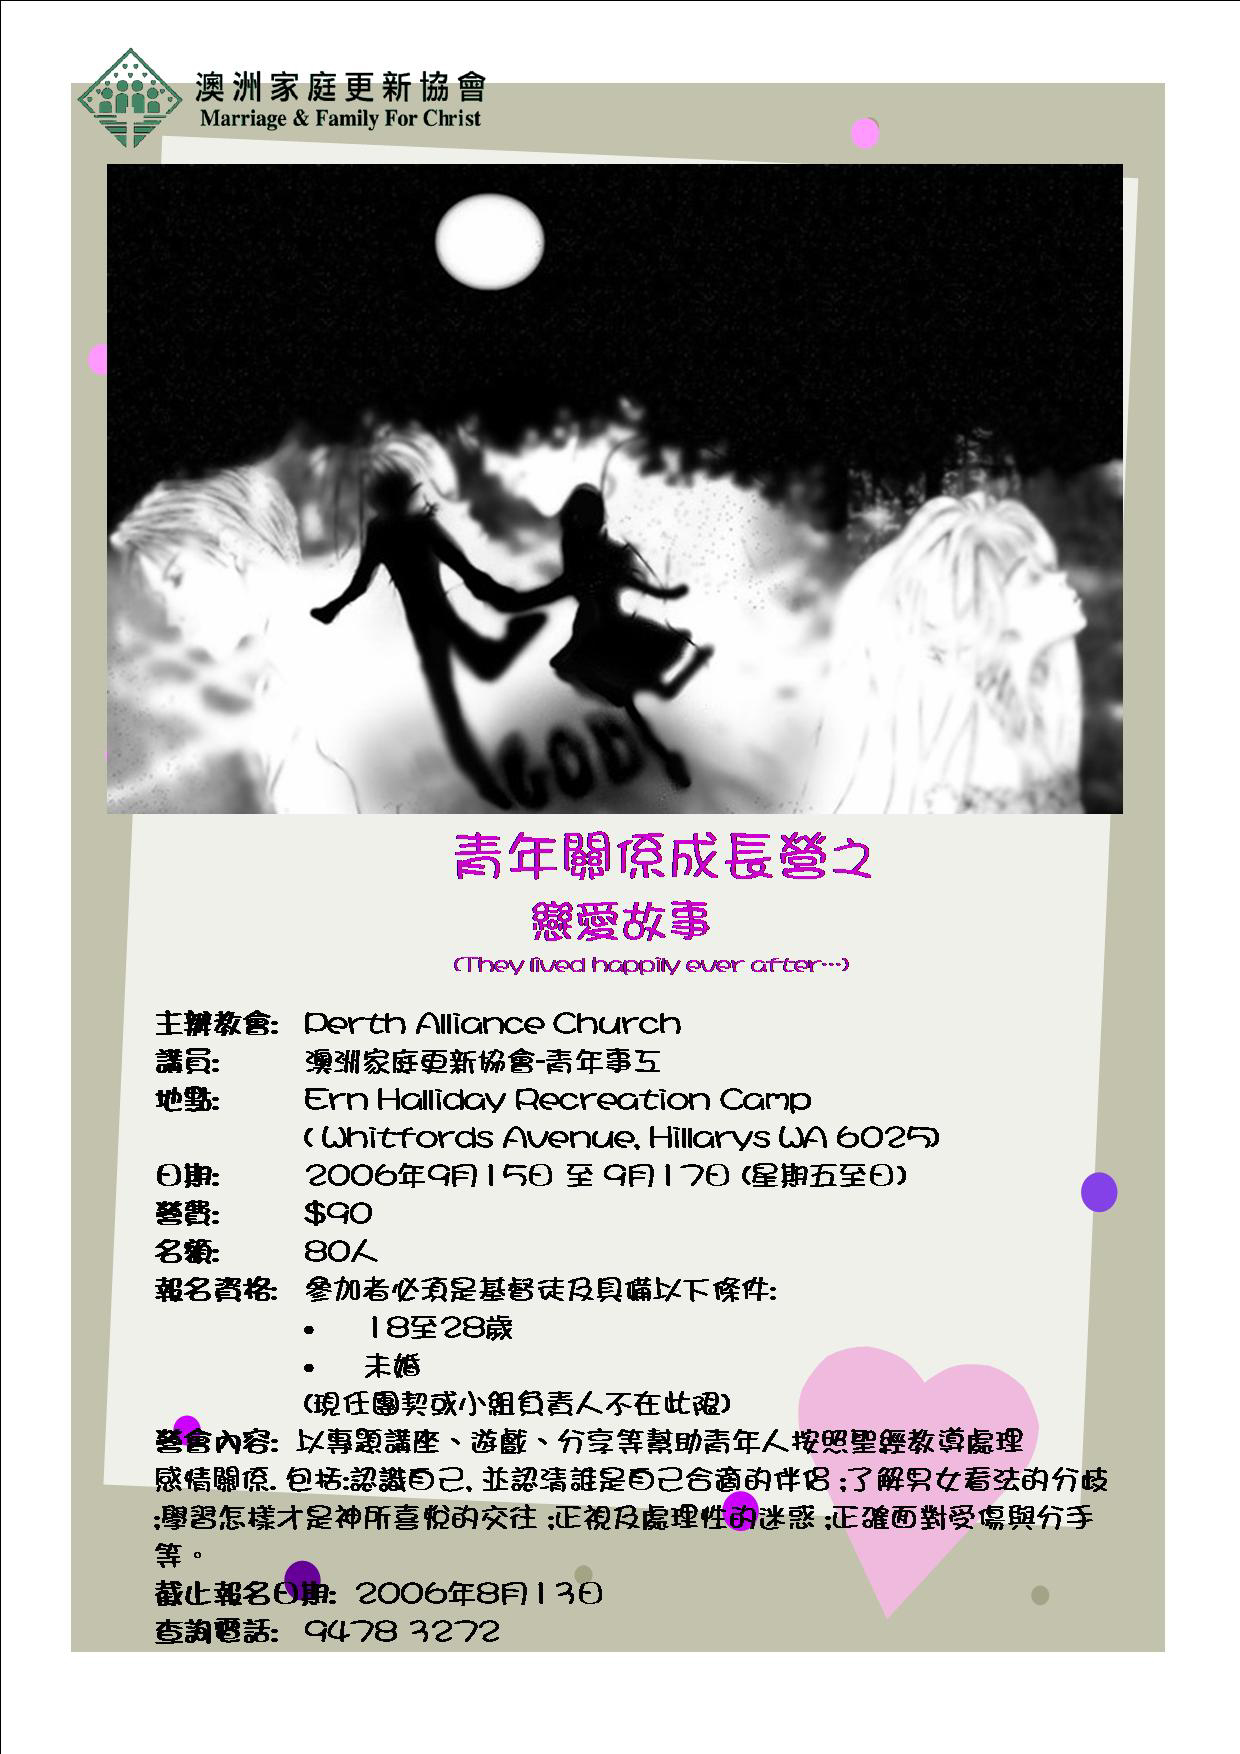 澳洲家庭更新協會
Marriage & Family For Christ
GOD
青年關係成長營之
戀愛故事
(They lived happily ever after…)
主辦教會: Perth Alliance Church
講員: 澳洲家庭更新協會-青年事工
地點: Ern Halliday Recreation Camp
( Whitfords Avenue, Hillarys WA 6025)
日期: 2006年9月15日 至 9月17日 (星期五至日)
營費: $90
名額: 80人
報名資格: 參加者必須是基督徒及具備以下條件:
• 18至28歲
• 未婚
(現任團契或小組負責人不在此限)
營會內容: 以專題講座、遊戲、分享等幫助青年人按照聖經教導處理
感情關係. 包括:認識自己, 並認清誰是自己合適的伴侶 ;了解男女看法的分歧
;學習怎樣才是神所喜悅的交往 ;正視及處理性的迷惑 ;正確面對受傷與分手
等。
截止報名日期: 2006年8月13日
查詢電話: 9478 3272